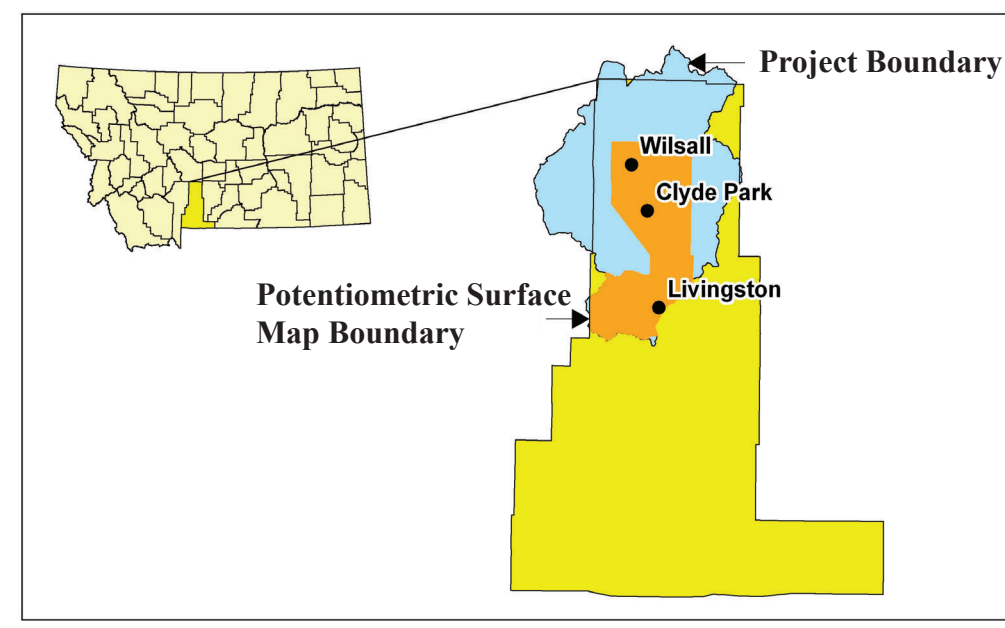 Project Boundary
Wilsall
Clyde Park
Livingston
Potentiometric Surface
Map Boundary